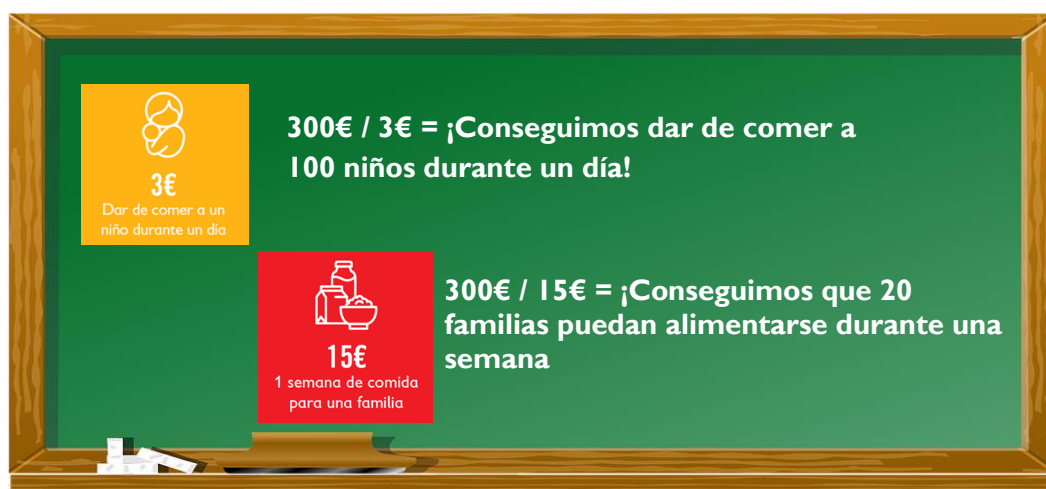 3€
Dar de comer a un
niño durante un día
300€ / 3€ = ¡Conseguimos dar de comer a
100 niños durante un día!
15€
1 semana de comida
para una familia
300€ / 15€ = ¡Conseguimos que 20
familias puedan alimentarse durante una
semana